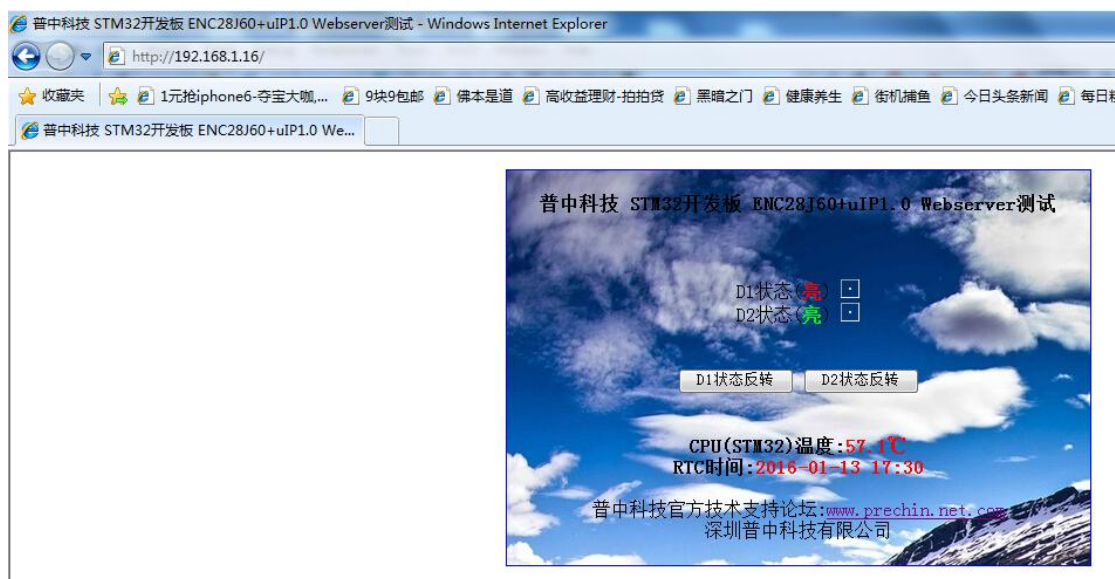 普中科技 STM32开发板 ENC28J60+uIP1.0 Webserver测试 - Windows Internet Explorer
http://192.168.1.16/
收藏夹 1元抢iphone6-夺宝大咖,... 9块9包邮 佛本是道 高收益理财-拍拍贷 黑暗之门 健康养生 街机捕鱼 今日头条新闻 每日
普中科技 STM32开发板 ENC28J60+uIP1.0 We...
普中科技 STM32开发板 ENC28J60+uIP1.0 Webserver测试
D1状态(亮)
D2状态(亮)
D1状态反转 D2状态反转
CPU(STM32)温度:57.1℃
RTC时间:2016-01-13 17:30
普中科技官方技术支持论坛:www.prechin.net.com
深圳普中科技有限公司